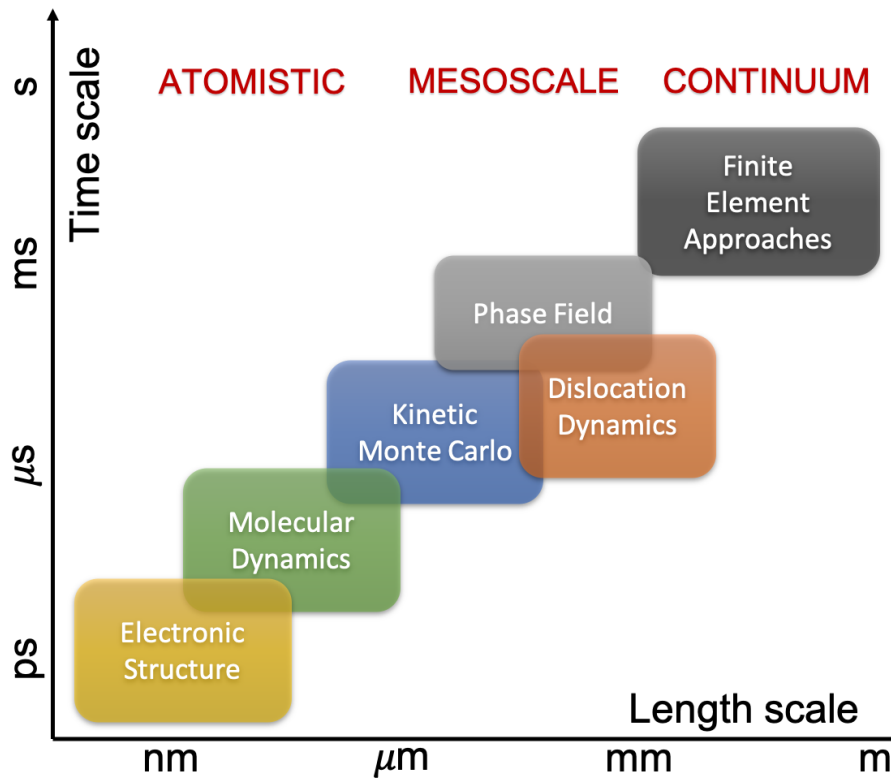 s
Time scale
ATOMISTIC
MESOSCALE
CONTINUUM
Finite
Element
Approaches
ms
Phase Field
Dislocation
Dynamics
Kinetic
Monte Carlo
μs
Molecular
Dynamics
Electronic
Structure
ps
Length scale
nm
μm
mm
m